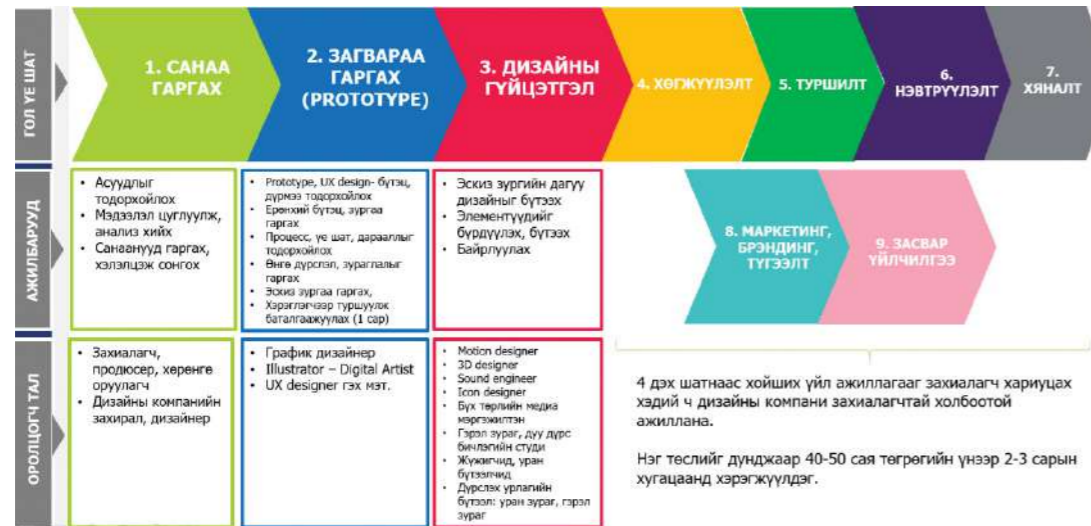 ГОЛ ҮЕ ШАТ
1. САНАА
ГАРГАХ
2. ЗАГВАРАА
ГАРГАХ
(PROTOTYPE)
3. ДИЗАЙНЫ
ГҮЙЦЭТГЭЛ
4. ХӨГЖҮҮЛЭЛТ
5. ТУРШИЛТ
6.
НЭВТРҮҮЛЭЛТ
7.
ХЯНАЛТ
АЖИЛБАРУУД
• Асуудлыг
тодорхойлох
• Мэдээлэл цуглуулж,
анализ хийх
• Санаанууд гаргах,
хэлэлцэж сонгох
• Prototype, UX design- бүтэц,
дүрмээ тодорхойлох
• Ерөнхий бүтэц, зургаа
гаргах
• Процесс, үе шат, дарааллыг
тодорхойлох
• Өнгө дүрслэл, зураглалыг
гаргах
• Эскиз зургаа гаргах,
• Хэрэглэгчээр туршуулж
баталгаажуулах (1 сар)
• Эскиз зургийн дагуу
дизайныг бүтээх
• Элементүүдийг
бүрдүүлэх, бүтээх
• Байрлуулах
8. МАРКЕТИНГ,
БРЭНДИНГ,
ТҮГЭЭЛТ
9. ЗАСВАР
ҮЙЛЧИЛГЭЭ
ОРОЛЦОГЧ ТАЛ
• Захиалагч,
продюсер, хөрөнгө
оруулагч
• Дизайны компанийн
захирал, дизайнер
• График дизайнер
• Illustrator – Digital Artist
• UX designer гэх мэт.
• Motion designer
• 3D designer
• Sound engineer
• Icon designer
• Бүх төрлийн медиа
мэргэжилтэн
• Гэрэл зураг, дуу дүрс
бичлэгийн студи
• Жүжигчид, уран
бүтээлчид
• Дүрслэх урлагийн
бүтээл: уран зураг, гэрэл
зураг
4 дэх шатнаас хойших үйл ажиллагааг захиалагч хариуцах
хэдий ч дизайны компани захиалагчтай холбоотой
ажиллана.
Нэг төслийг дунджаар 40-50 сая төгрөгийн үнээр 2-3 сарын
хугацаанд хэрэгжүүлдэг.